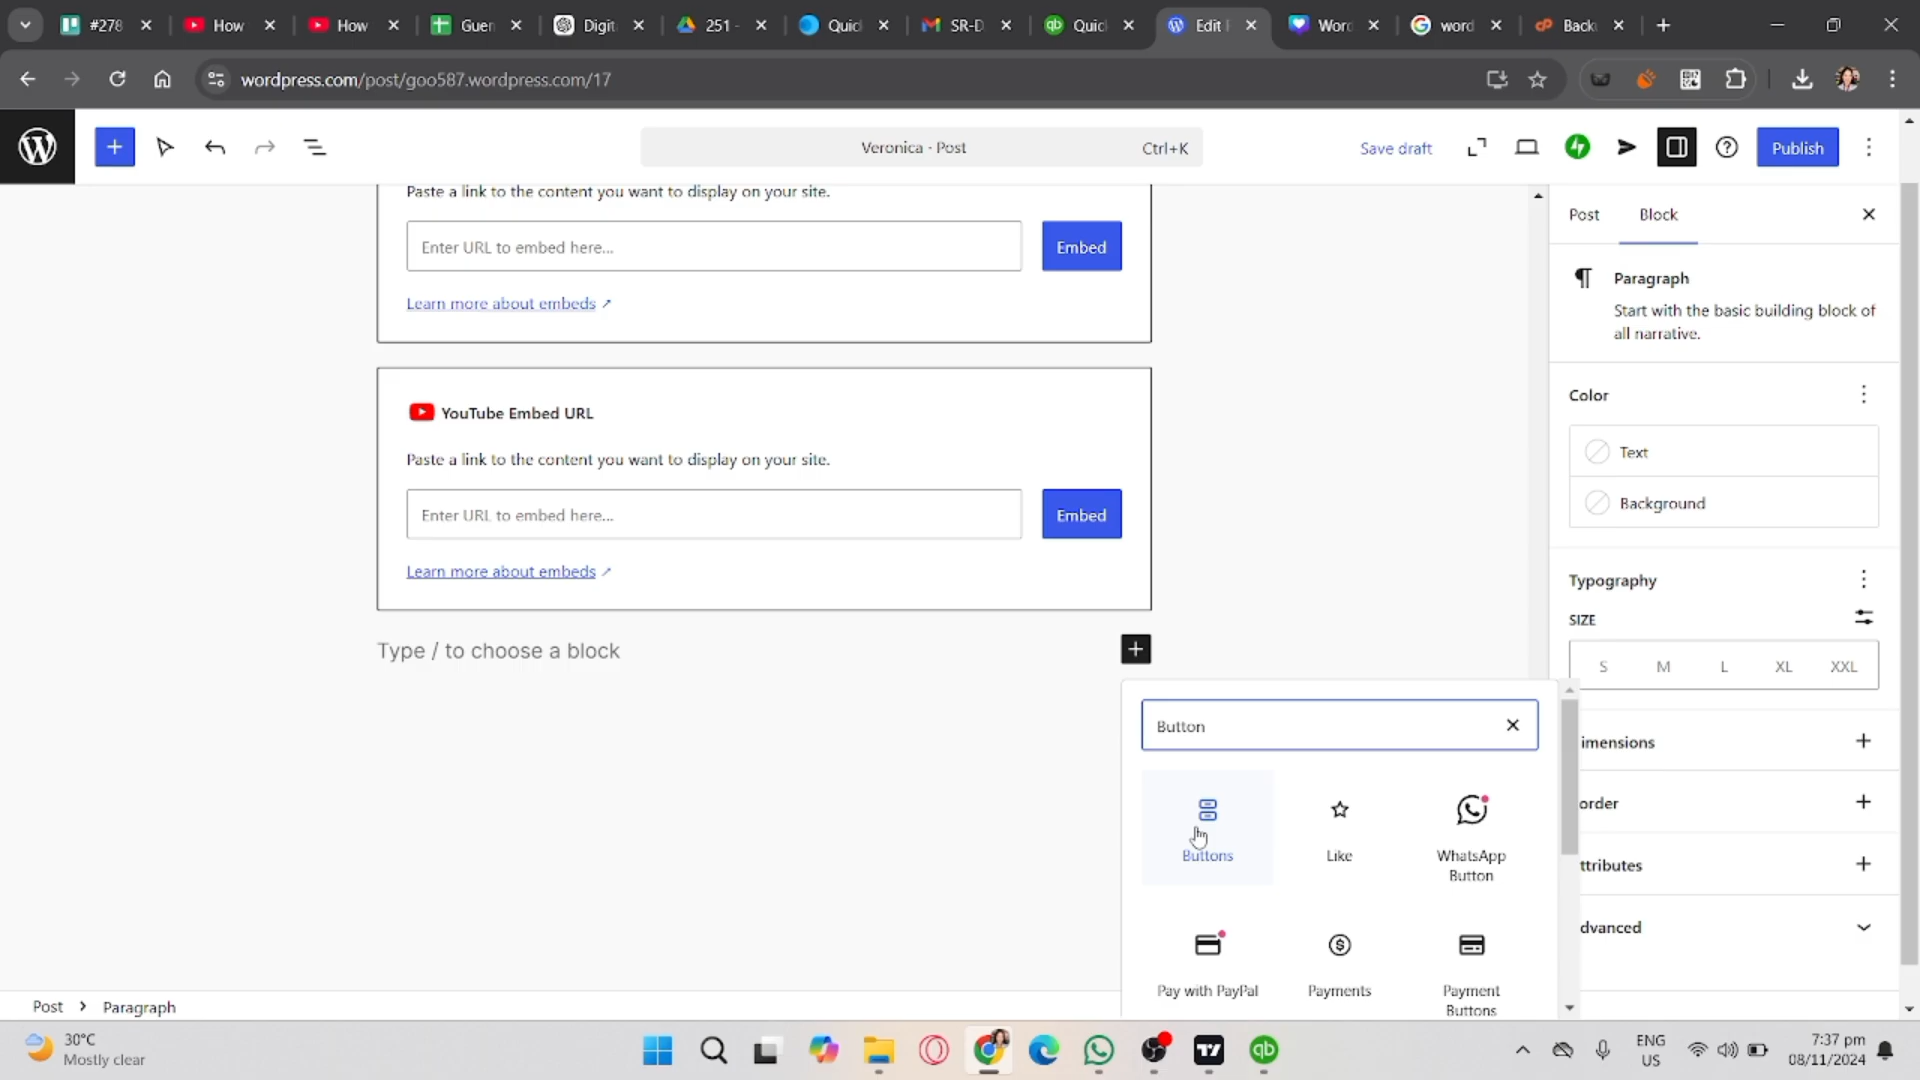 #278
How
How
Guer
Digit
251 -
Quic
SR-D
Quic
Edit
Word
word
Back
wordpress.com/post/goo587.wordpress.com/17
Veronica · Post
Ctrl+K
Save draft
Publish
Paste a link to the content you want to display on your site.
Enter URL to embed here...
Embed
Learn more about embeds ↗
YouTube Embed URL
Paste a link to the content you want to display on your site.
Enter URL to embed here...
Embed
Learn more about embeds ↗
Type / to choose a block
Button
Buttons
Like
WhatsApp
Button
Pay with PayPal
Payments
Payment
Buttons
Post
Block
Paragraph
Start with the basic building block of
all narrative.
Color
Text
Background
Typography
SIZE
S M L XL XXL
imensions
order
ttributes
dvanced
Post > Paragraph
30°C
Mostly clear
ENG
US
7:37 pm
08/11/2024